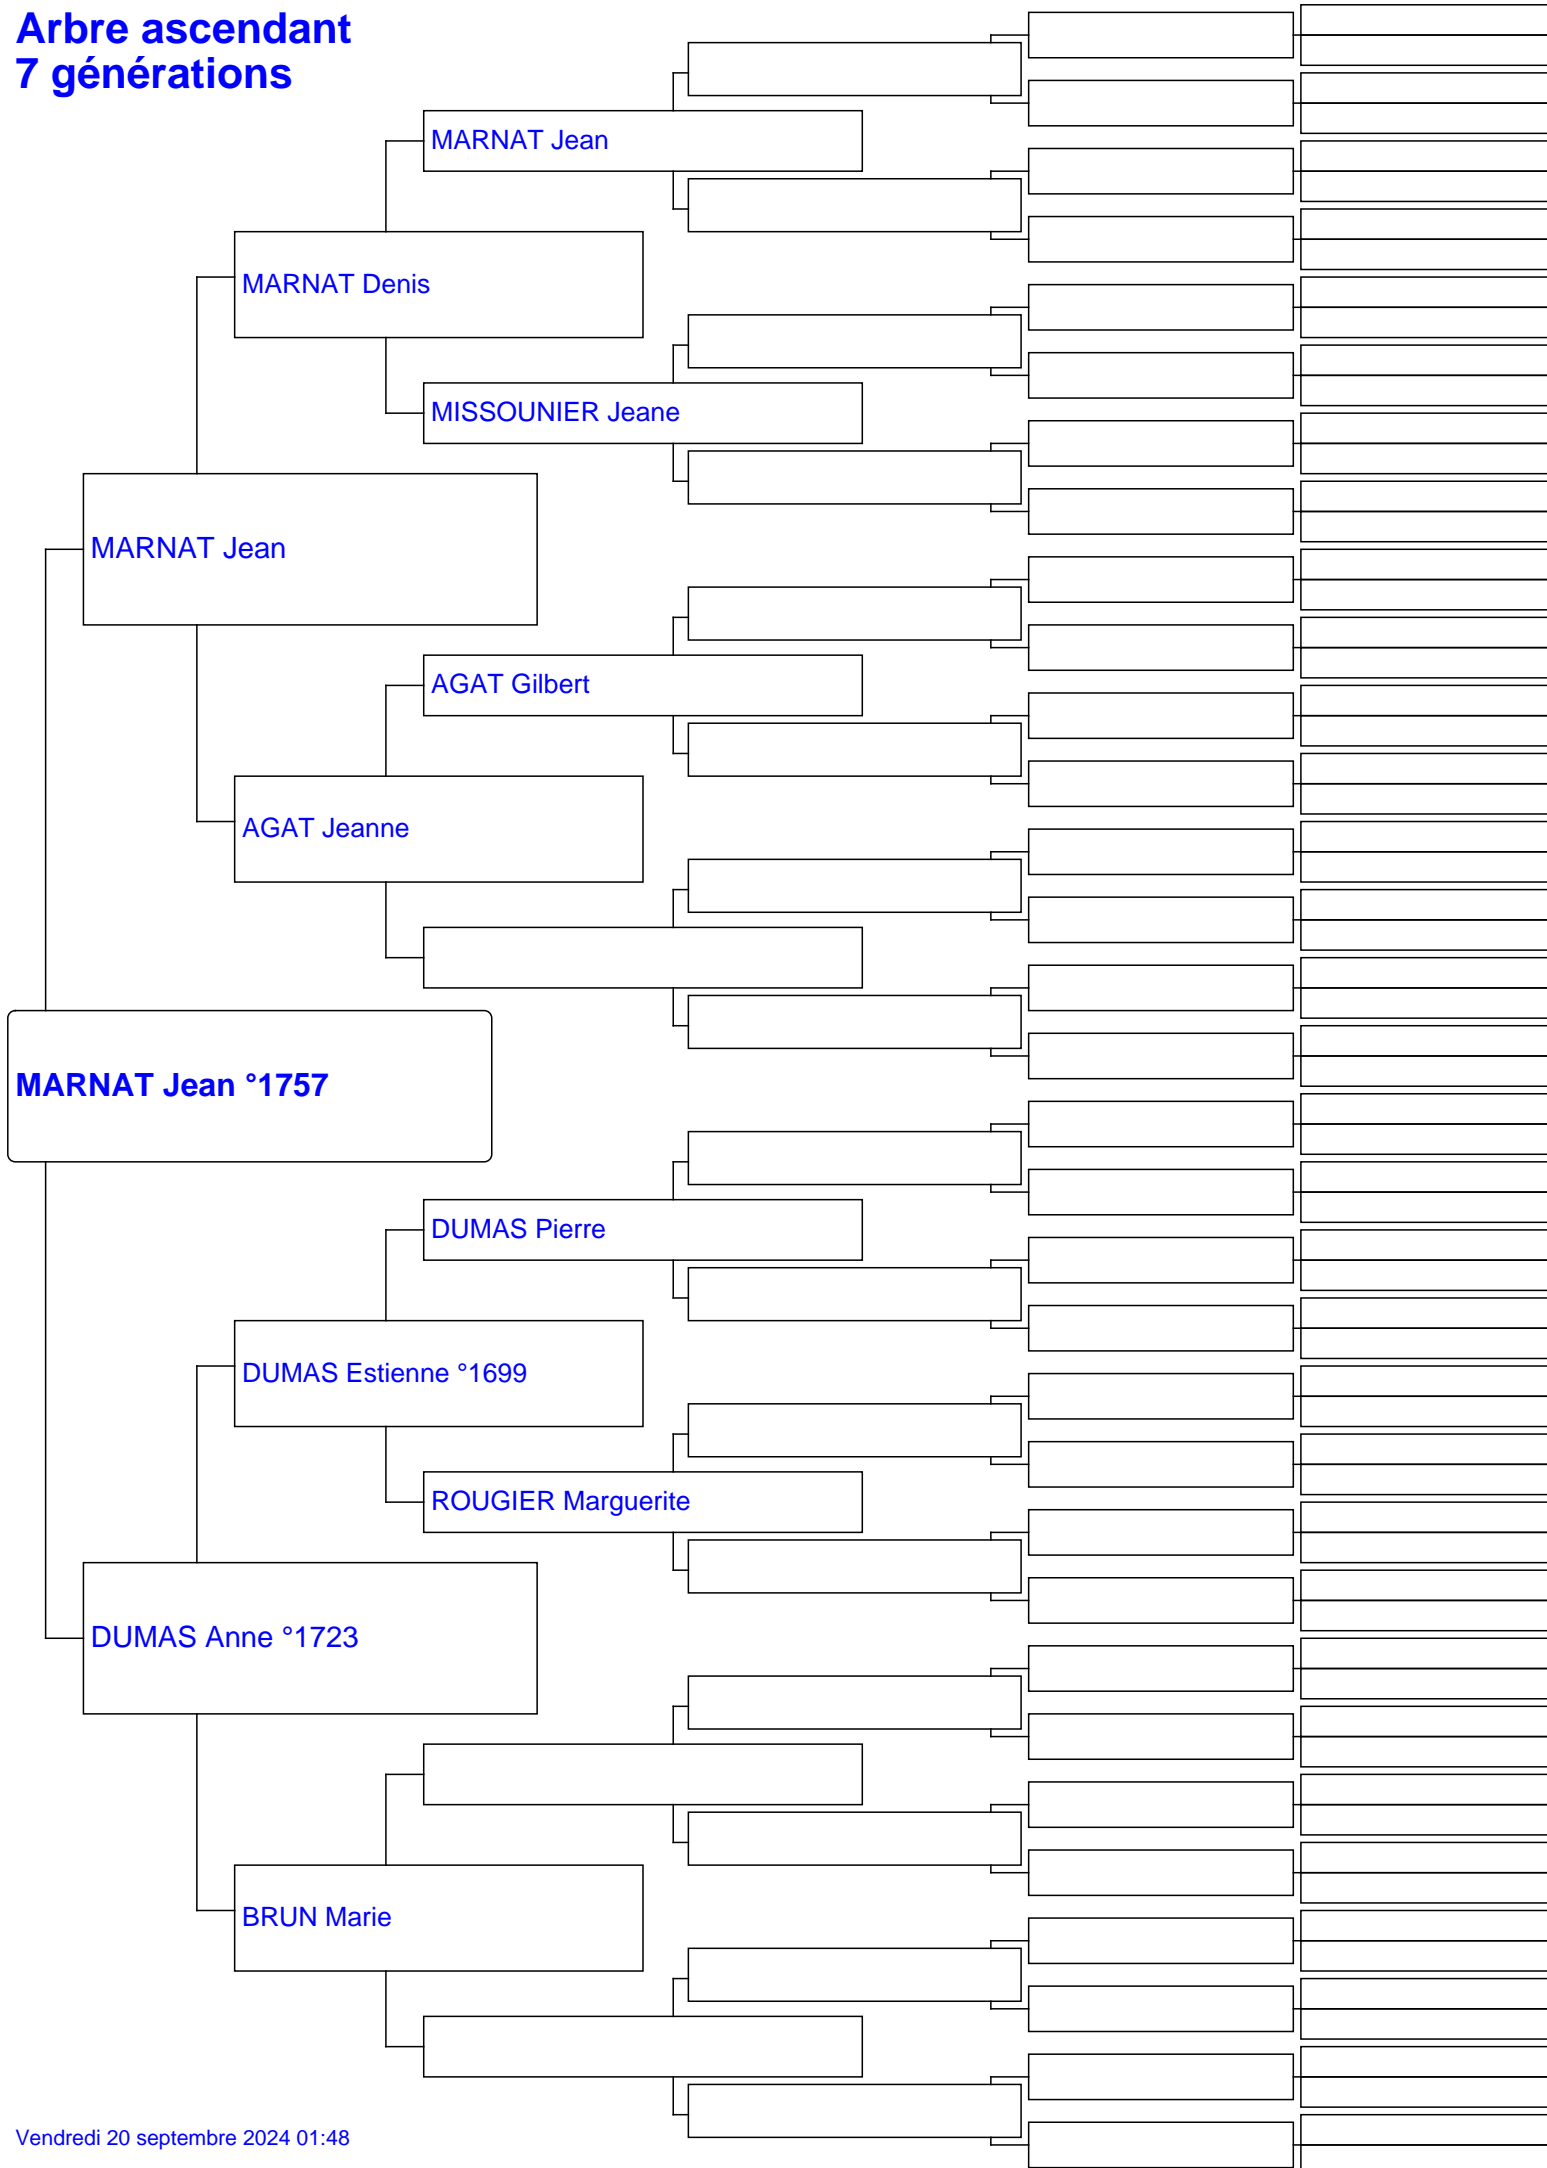 Arbre ascendant
7 générations
MARNAT Jean
MARNAT Denis
MISSOUNIER Jeane
MARNAT Jean
AGAT Gilbert
AGAT Jeanne
MARNAT Jean °1757
DUMAS Pierre
DUMAS Estienne °1699
ROUGIER Marguerite
DUMAS Anne °1723
BRUN Marie
Vendredi 20 septembre 2024 01:48